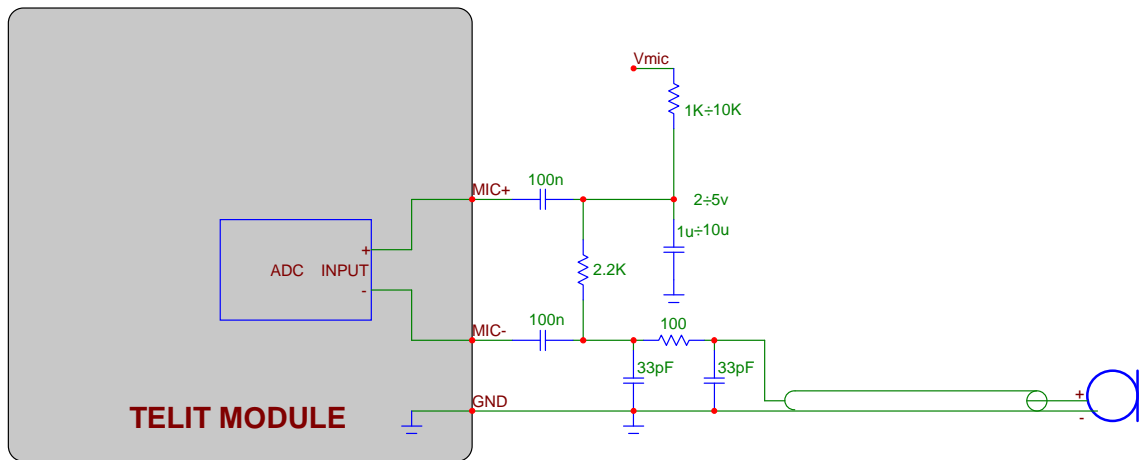 Vmic
1K÷10K
100n
MIC+
2÷5v
1u÷10u
+
ADC INPUT
-
2.2K
100n
MIC-
100
33pF
33pF
GND
TELIT MODULE
+
-